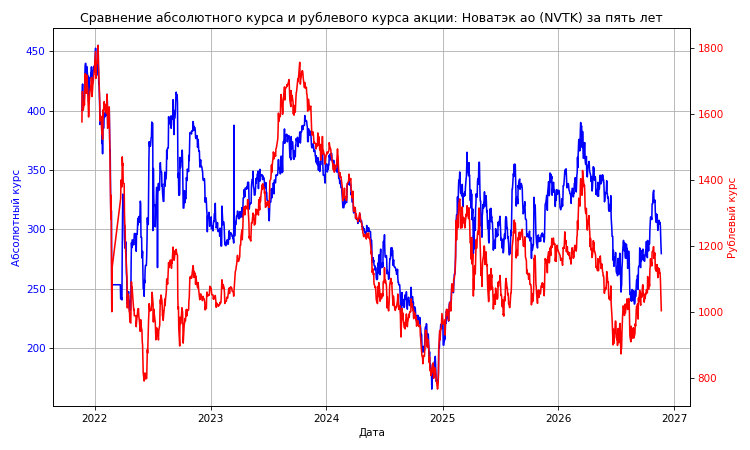 Сравнение абсолютного курса и рублевого курса акции: Новатэк ао (NVTK) за пять лет
450
400
350
300
250
200
Абсолютный курс
1800
1600
1400
1200
1000
800
Рублевый курс
2022 2023 2024 2025 2026 2027
Дата